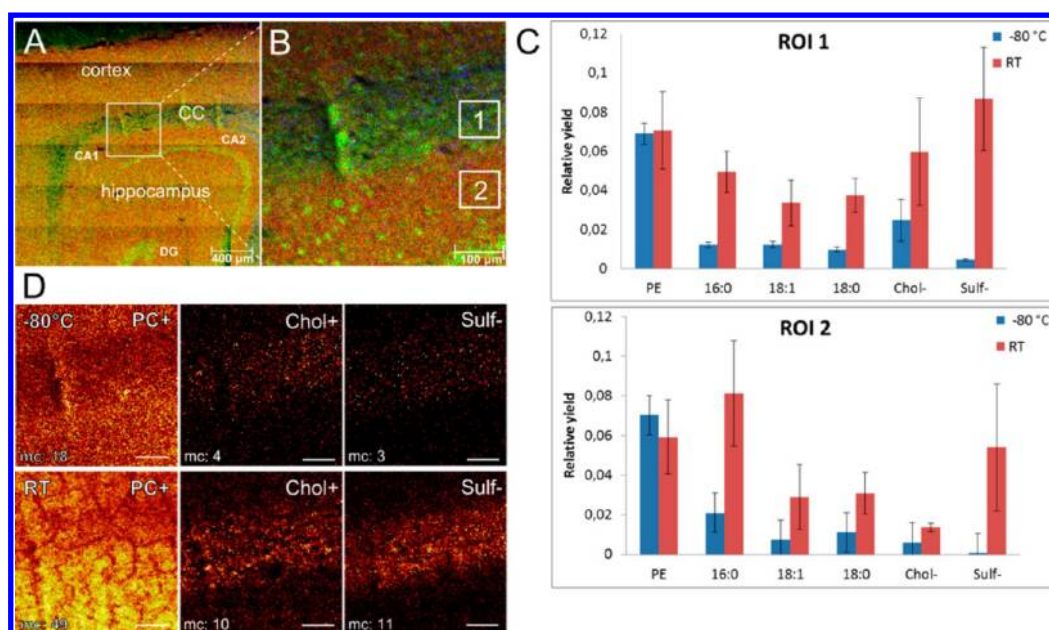 A
cortex
CC
CA1
CA2
hippocampus
DG
400 µm
B
1
2
100 µm
C
ROI 1
-80 °C
RT
Relative yield
0,12
0,1
0,08
0,06
0,04
0,02
0
PE 16:0 18:1 18:0 Chol- Sulf-
ROI 2
-80 °C
RT
Relative yield
0,12
0,1
0,08
0,06
0,04
0,02
0
PE 16:0 18:1 18:0 Chol- Sulf-
D
-80°C PC+
mc: 18
Chol+
mc: 4
Sulf-
mc: 3
RT PC+
mc: 49
Chol+
mc: 10
Sulf-
mc: 11